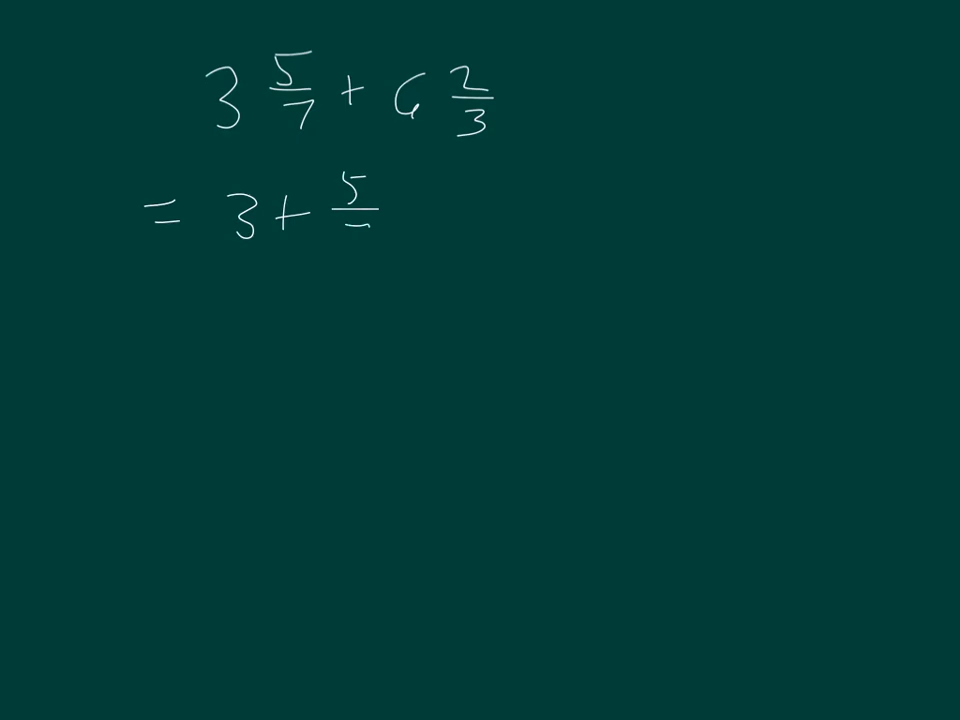 3 5/7 + 6 2/3
= 3 + 5/